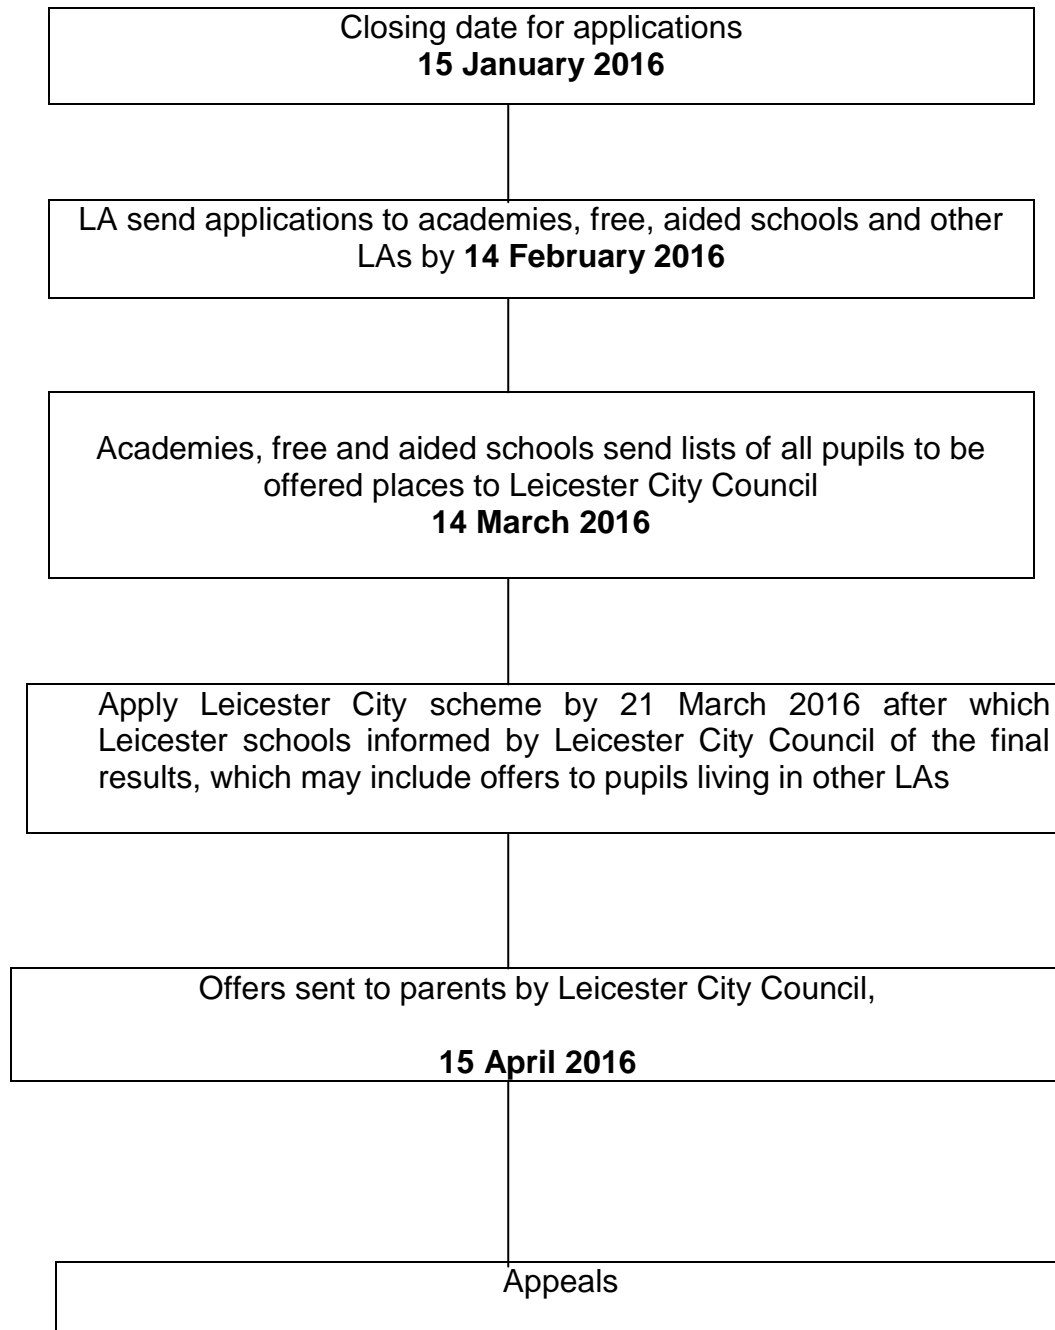 Closing date for applications
15 January 2016
LA send applications to academies, free, aided schools and other
LAs by 14 February 2016
Academies, free and aided schools send lists of all pupils to be
offered places to Leicester City Council
14 March 2016
Apply Leicester City scheme by 21 March 2016 after which
Leicester schools informed by Leicester City Council of the final
results, which may include offers to pupils living in other LAs
Offers sent to parents by Leicester City Council,
15 April 2016
Appeals